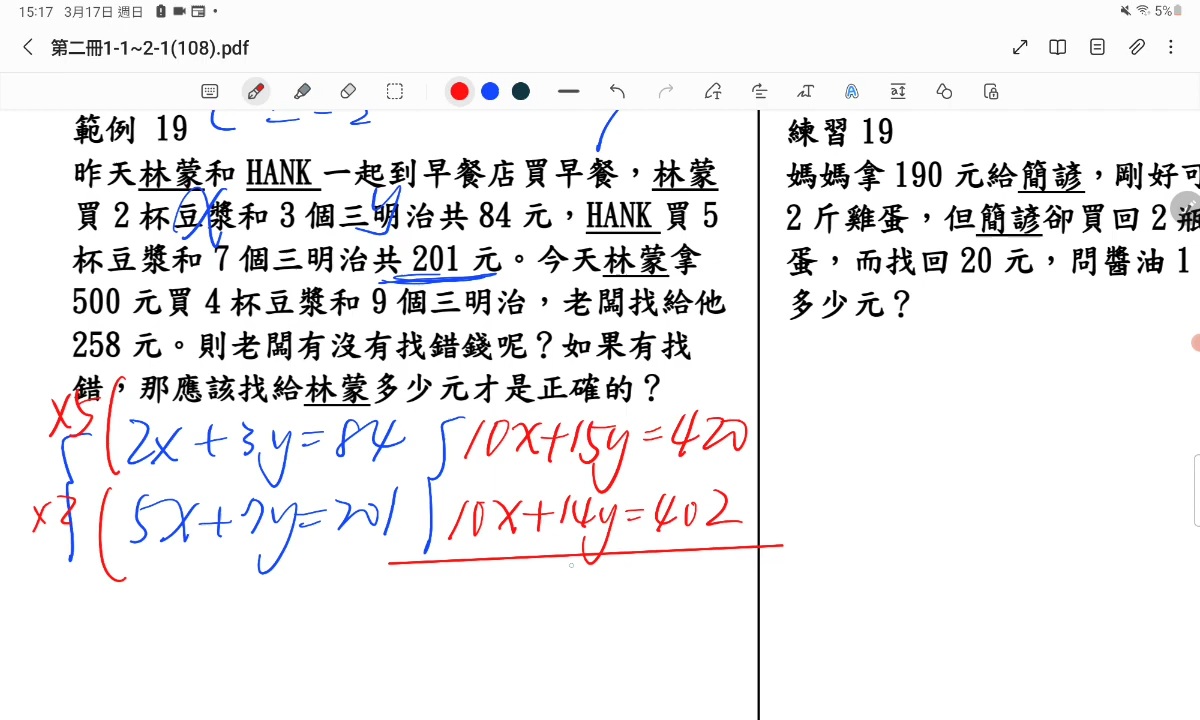 15:17 3月17日 週日
5%
第二冊1-1~2-1(108).pdf
範例 19
昨天林蒙和 HANK 一起到早餐店買早餐，林蒙
買 2 杯豆漿和 3 個三明治共 84 元，HANK 買 5
杯豆漿和 7 個三明治共 201 元。今天林蒙拿
500 元買 4 杯豆漿和 9 個三明治，老闆找給他
258 元。則老闆有沒有找錯錢呢？如果有找
錯，那應該找給林蒙多少元才是正確的？
x y
×5 ( 2x+3y=84
×2 ( 5x+7y=201
10x+15y=420
10x+14y=402
練習19
媽媽拿 190 元給簡諺，剛好可
2 斤雞蛋，但簡諺卻買回 2 瓶
蛋，而找回 20 元，問醬油 1
多少元？